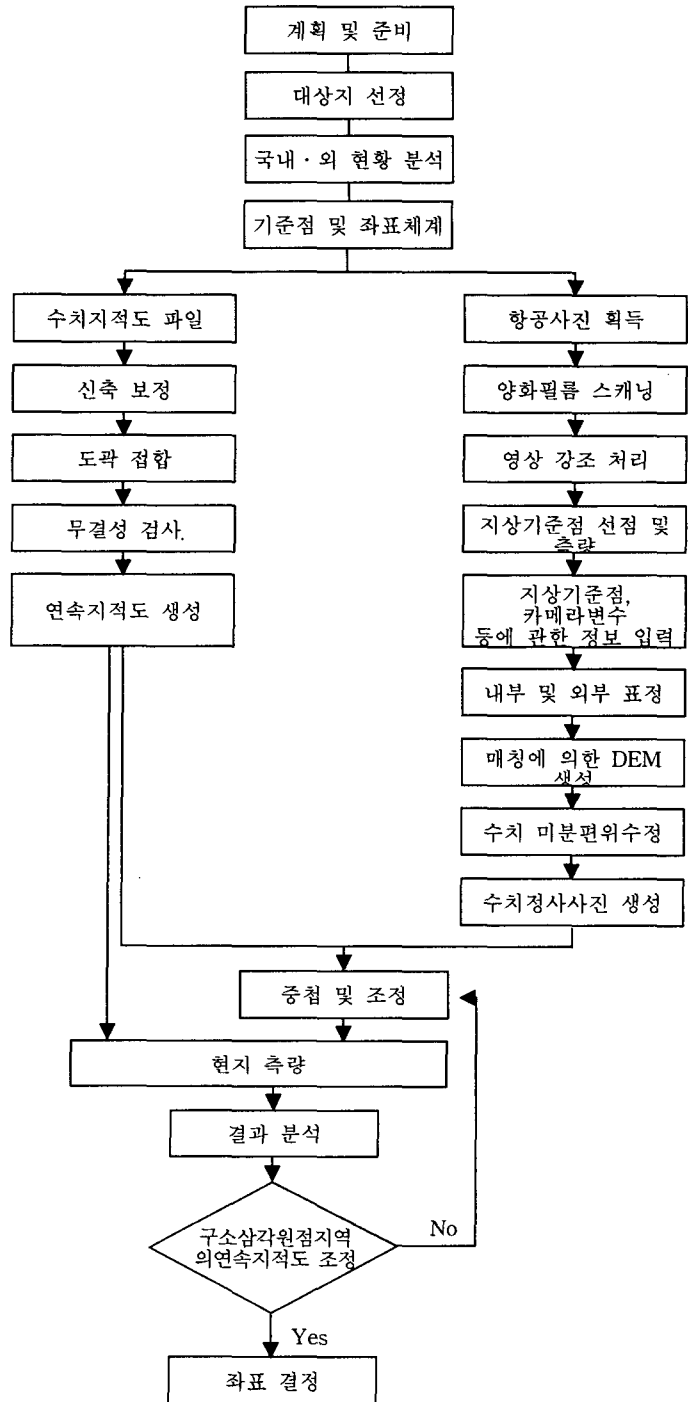 계획 및 준비
대상지 선정
국내 · 외 현황 분석
기준점 및 좌표체계
수치지적도 파일
신축 보정
도곽 접합
무결성 검사.
연속지적도 생성
항공사진 획득
양화필름 스캐닝
영상 강조 처리
지상기준점 선점 및
측량
지상기준점,
카메라변수
등에 관한 정보 입력
내부 및 외부 표정
매칭에 의한 DEM
생성
수치 미분편위수정
수치정사사진 생성
중첩 및 조정
현지 측량
결과 분석
구소삼각원점지역
의연속지적도 조정
No
Yes
좌표 결정